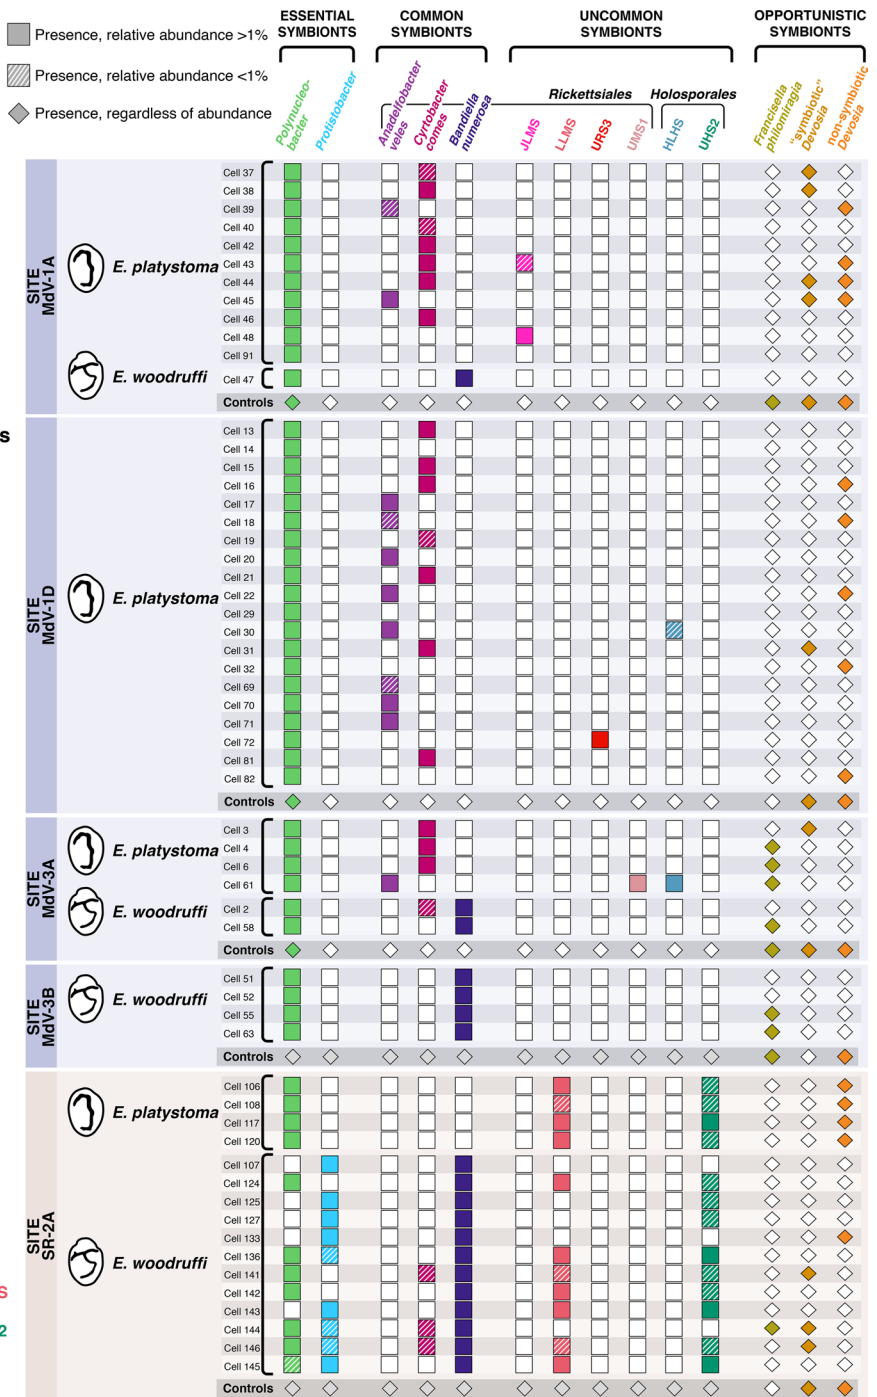 ESSENTIAL
SYMBIONTS
COMMON
SYMBIONTS
UNCOMMON
SYMBIONTS
OPPORTUNISTIC
SYMBIONTS
Presence, relative abundance >1%
Presence, relative abundance <1%
Presence, regardless of abundance
Rickettsiales
Holosporales
Polynucleo-
bacter
Protistobacter
Anadelfobacter
veles
Cyrtobacter
comes
Bandiella
numerosa
JLMS
LLMS
URS3
UMS1
HLHS
UHS2
Francisella
philomiragia
"symbiotic"
Devosia
non-symbiotic
Devosia
SITE
MdV-1A
E. platystoma
Cell 37
Cell 38
Cell 39
Cell 40
Cell 42
Cell 43
Cell 44
Cell 45
Cell 46
Cell 48
Cell 91
E. woodruffi
Cell 47
Controls
s
SITE
MdV-1D
E. platystoma
Cell 13
Cell 14
Cell 15
Cell 16
Cell 17
Cell 18
Cell 19
Cell 20
Cell 21
Cell 22
Cell 29
Cell 30
Cell 31
Cell 32
Cell 69
Cell 70
Cell 71
Cell 72
Cell 81
Cell 82
Controls
SITE
MdV-3A
E. platystoma
Cell 3
Cell 4
Cell 6
Cell 61
E. woodruffi
Cell 2
Cell 58
Controls
SITE
MdV-3B
E. woodruffi
Cell 51
Cell 52
Cell 55
Cell 63
Controls
SITE
SR-2A
E. platystoma
Cell 106
Cell 108
Cell 117
Cell 120
E. woodruffi
Cell 107
Cell 124
Cell 125
Cell 127
Cell 133
Cell 136
Cell 141
Cell 142
Cell 143
Cell 144
Cell 146
Cell 145
Controls
S
2